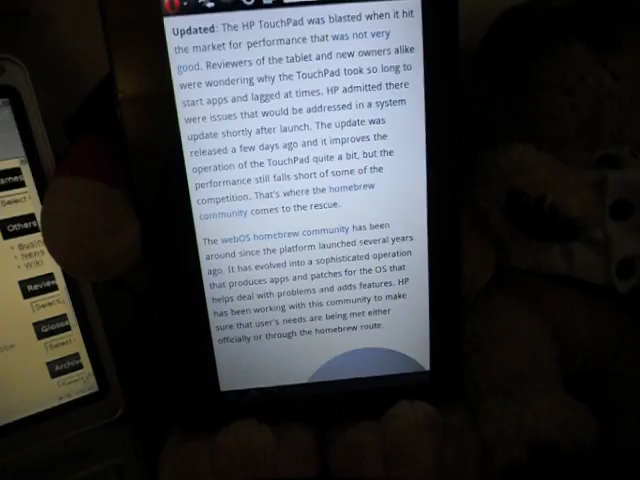 Updated: The HP TouchPad was blasted when it hit
the market for performance that was not very
good. Reviewers of the tablet and new owners alike
were wondering why the TouchPad took so long to
start apps and lagged at times. HP admitted there
were issues that would be addressed in a system
update shortly after launch. The update was
released a few days ago and it improves the
operation of the TouchPad quite a bit, but the
performance still falls short of some of the
competition. That's where the homebrew
community comes to the rescue.
The webOS homebrew community has been
around since the platform launched several years
ago. It has evolved into a sophisticated operation
that produces apps and patches for the OS that
helps deal with problems and adds features. HP
has been working with this community to make
sure that user's needs are being met either
officially or through the homebrew route.
ames
Select
Others
Review
Select
Glossa
Select
Archiv